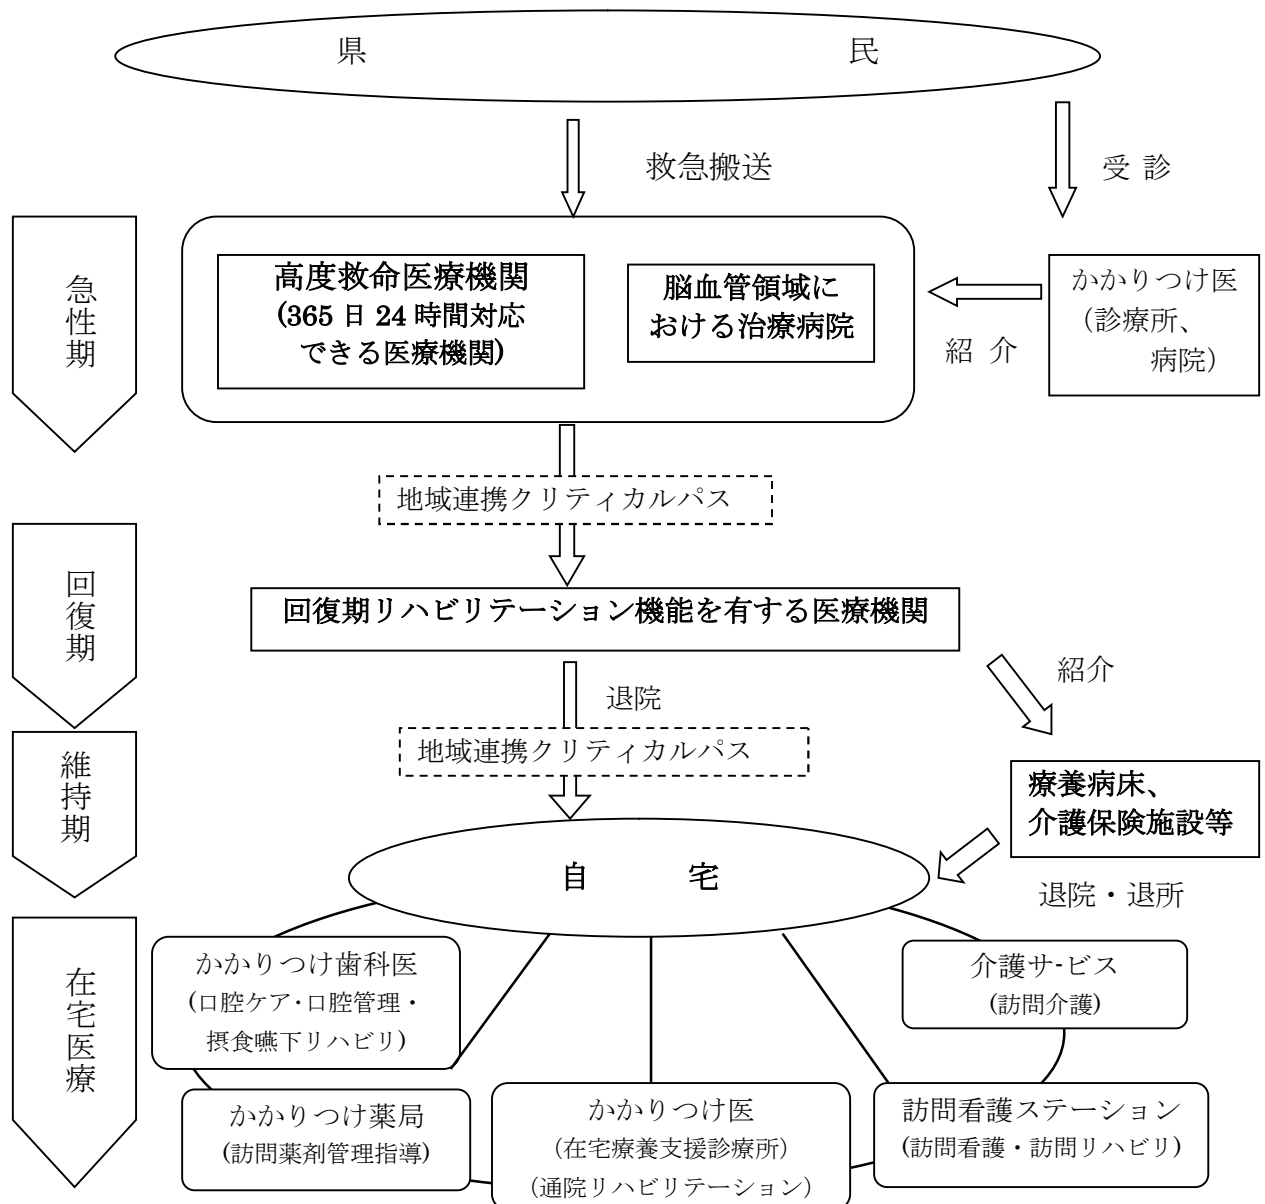 県 民
救急搬送
受 診
急性期
高度救命医療機関
(365 日 24 時間対応
できる医療機関)
脳血管領域に
おける治療病院
紹 介
かかりつけ医
（診療所、
病院）
地域連携クリティカルパス
回復期
回復期リハビリテーション機能を有する医療機関
退院
紹介
地域連携クリティカルパス
維持期
療養病床、
介護保険施設等
自 宅
退院・退所
在宅医療
かかりつけ歯科医
(口腔ケア・口腔管理・
摂食嚥下リハビリ)
介護サ-ビス
(訪問介護)
かかりつけ薬局
(訪問薬剤管理指導)
かかりつけ医
（在宅療養支援診療所）
（通院リハビリテーション）
訪問看護ステーション
(訪問看護・訪問リハビリ)